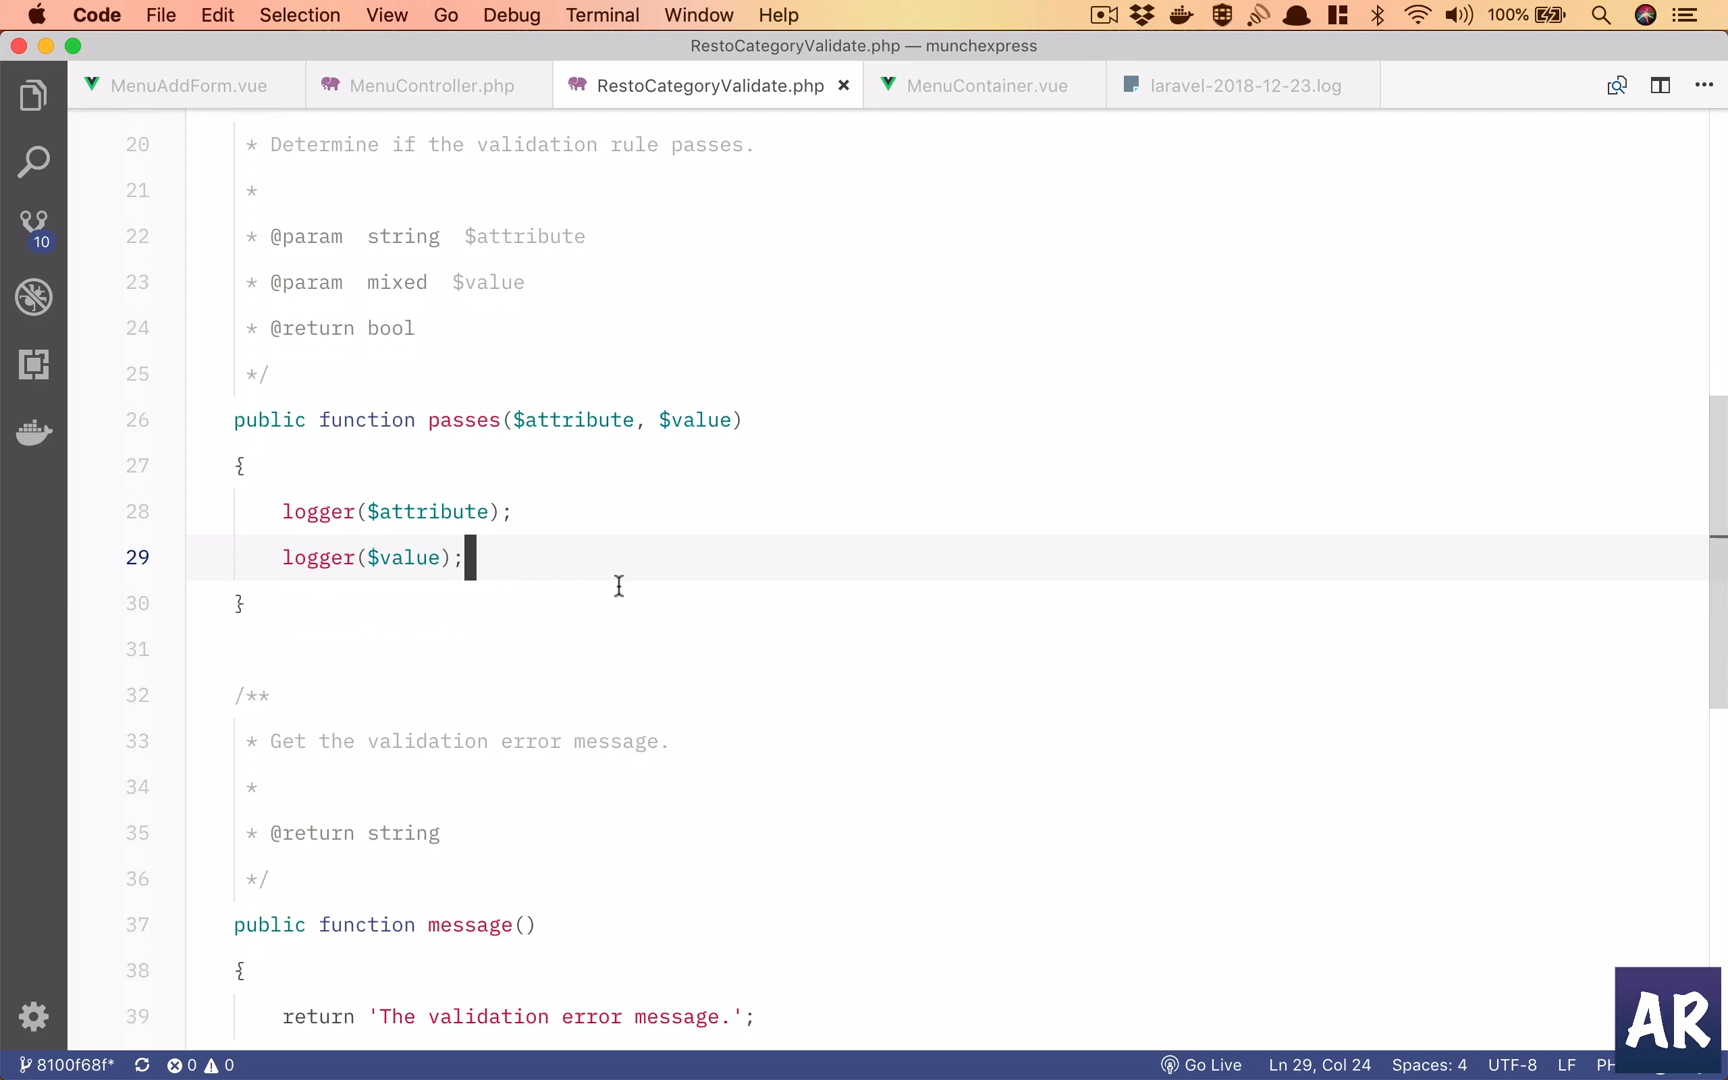 Code File Edit Selection View Go Debug Terminal Window Help 100%
RestoCategoryValidate.php — munchexpress
MenuAddForm.vue MenuController.php RestoCategoryValidate.php MenuContainer.vue laravel-2018-12-23.log
20 * Determine if the validation rule passes.
21 *
22 * @param string $attribute
23 * @param mixed $value
24 * @return bool
25 */
26 public function passes($attribute, $value)
27 {
28 logger($attribute);
29 logger($value);
30 }
31
32 /**
33 * Get the validation error message.
34 *
35 * @return string
36 */
37 public function message()
38 {
39 return 'The validation error message.';
10
AR
8100f68f* 0 0 Go Live Ln 29, Col 24 Spaces: 4 UTF-8 LF